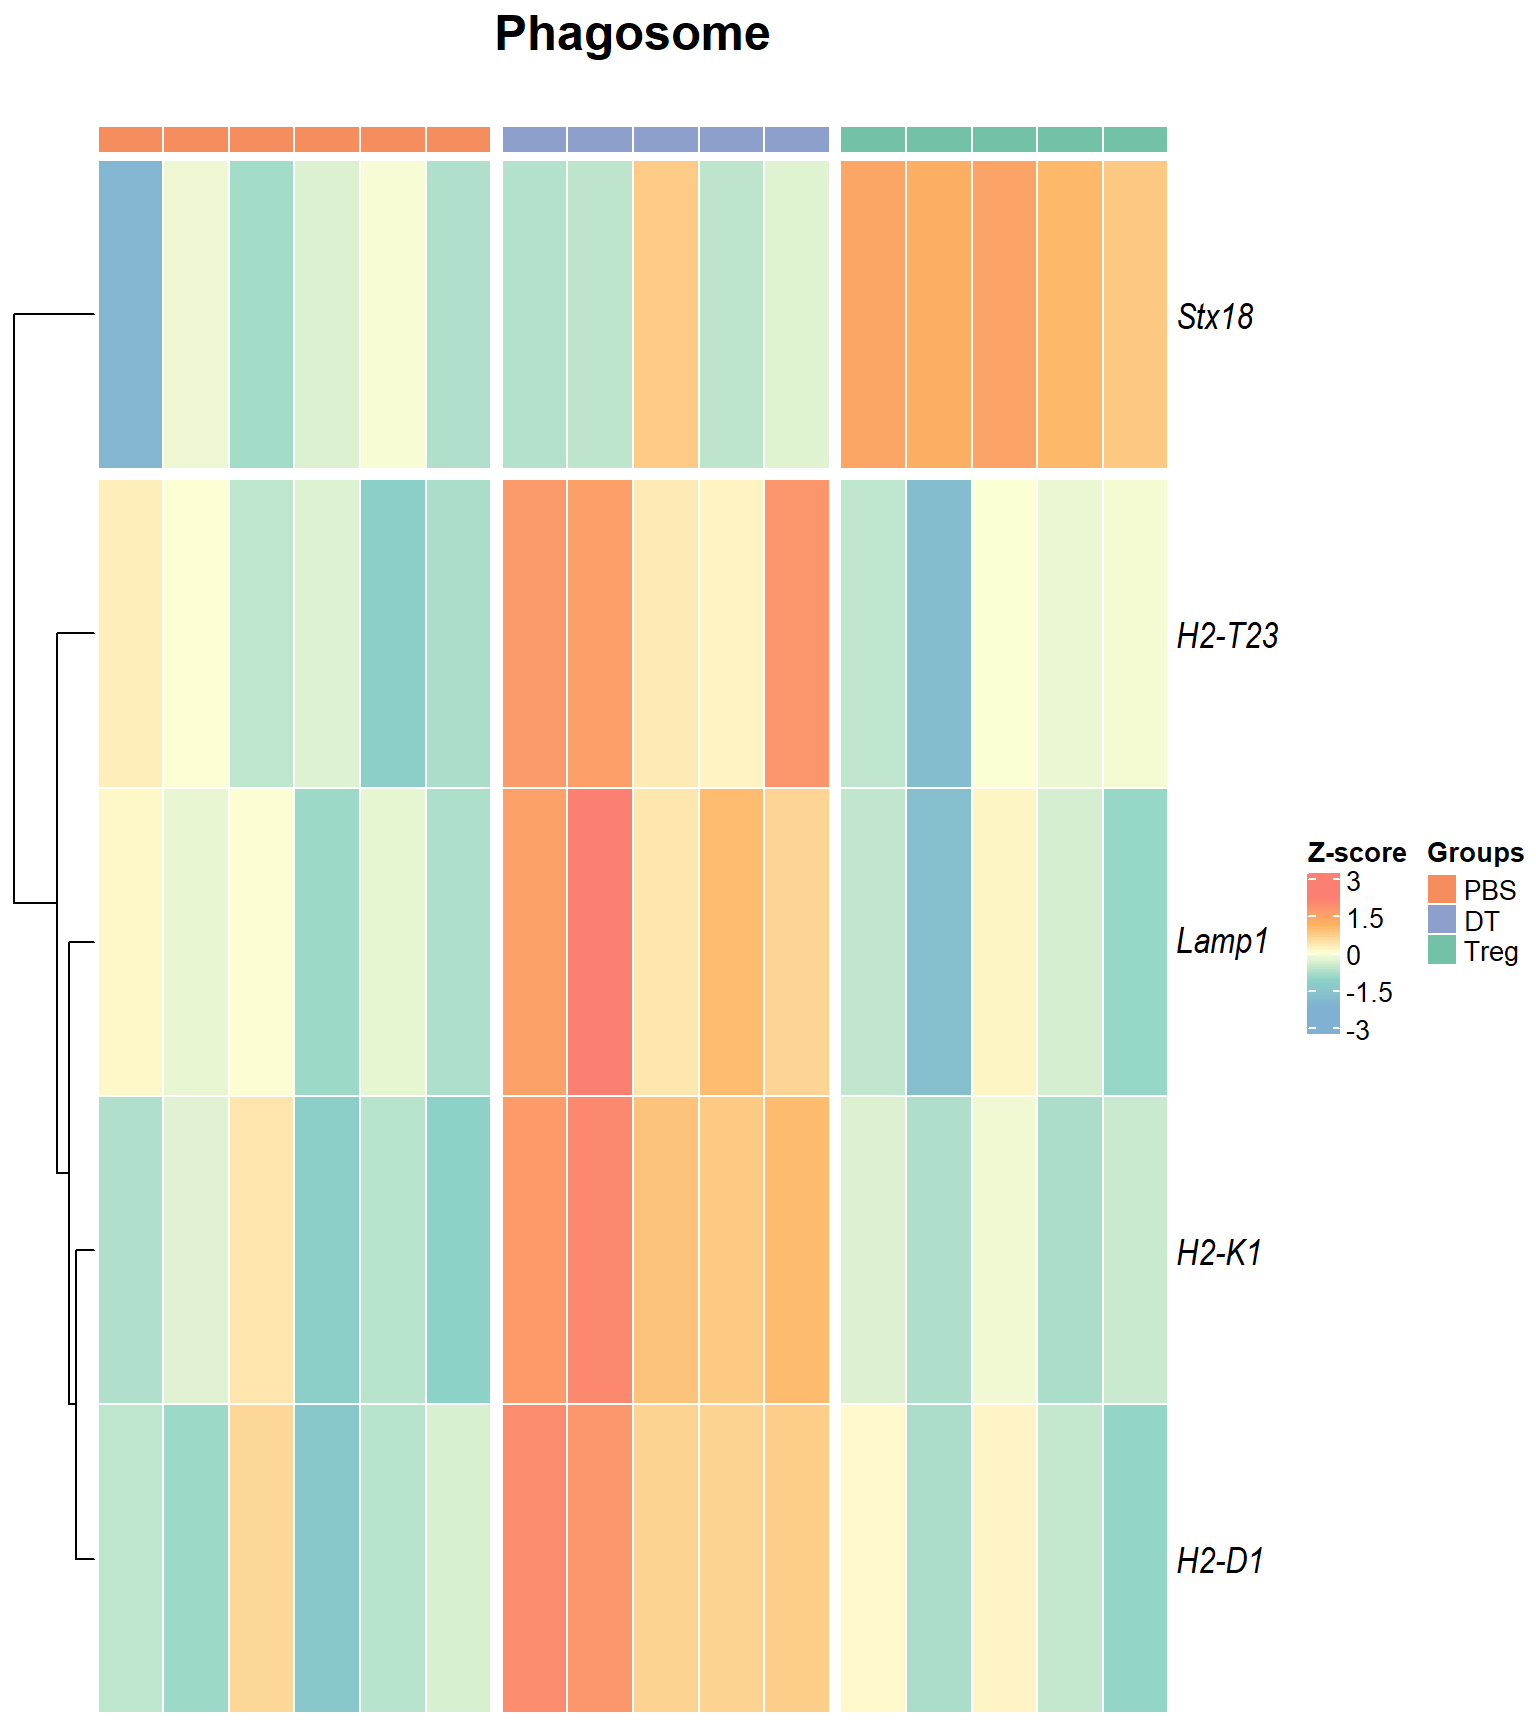 Phagosome
Stx18
H2-T23
Lamp1
H2-K1
H2-D1
Z-score
3
1.5
0
-1.5
-3
Groups
PBS
DT
Treg